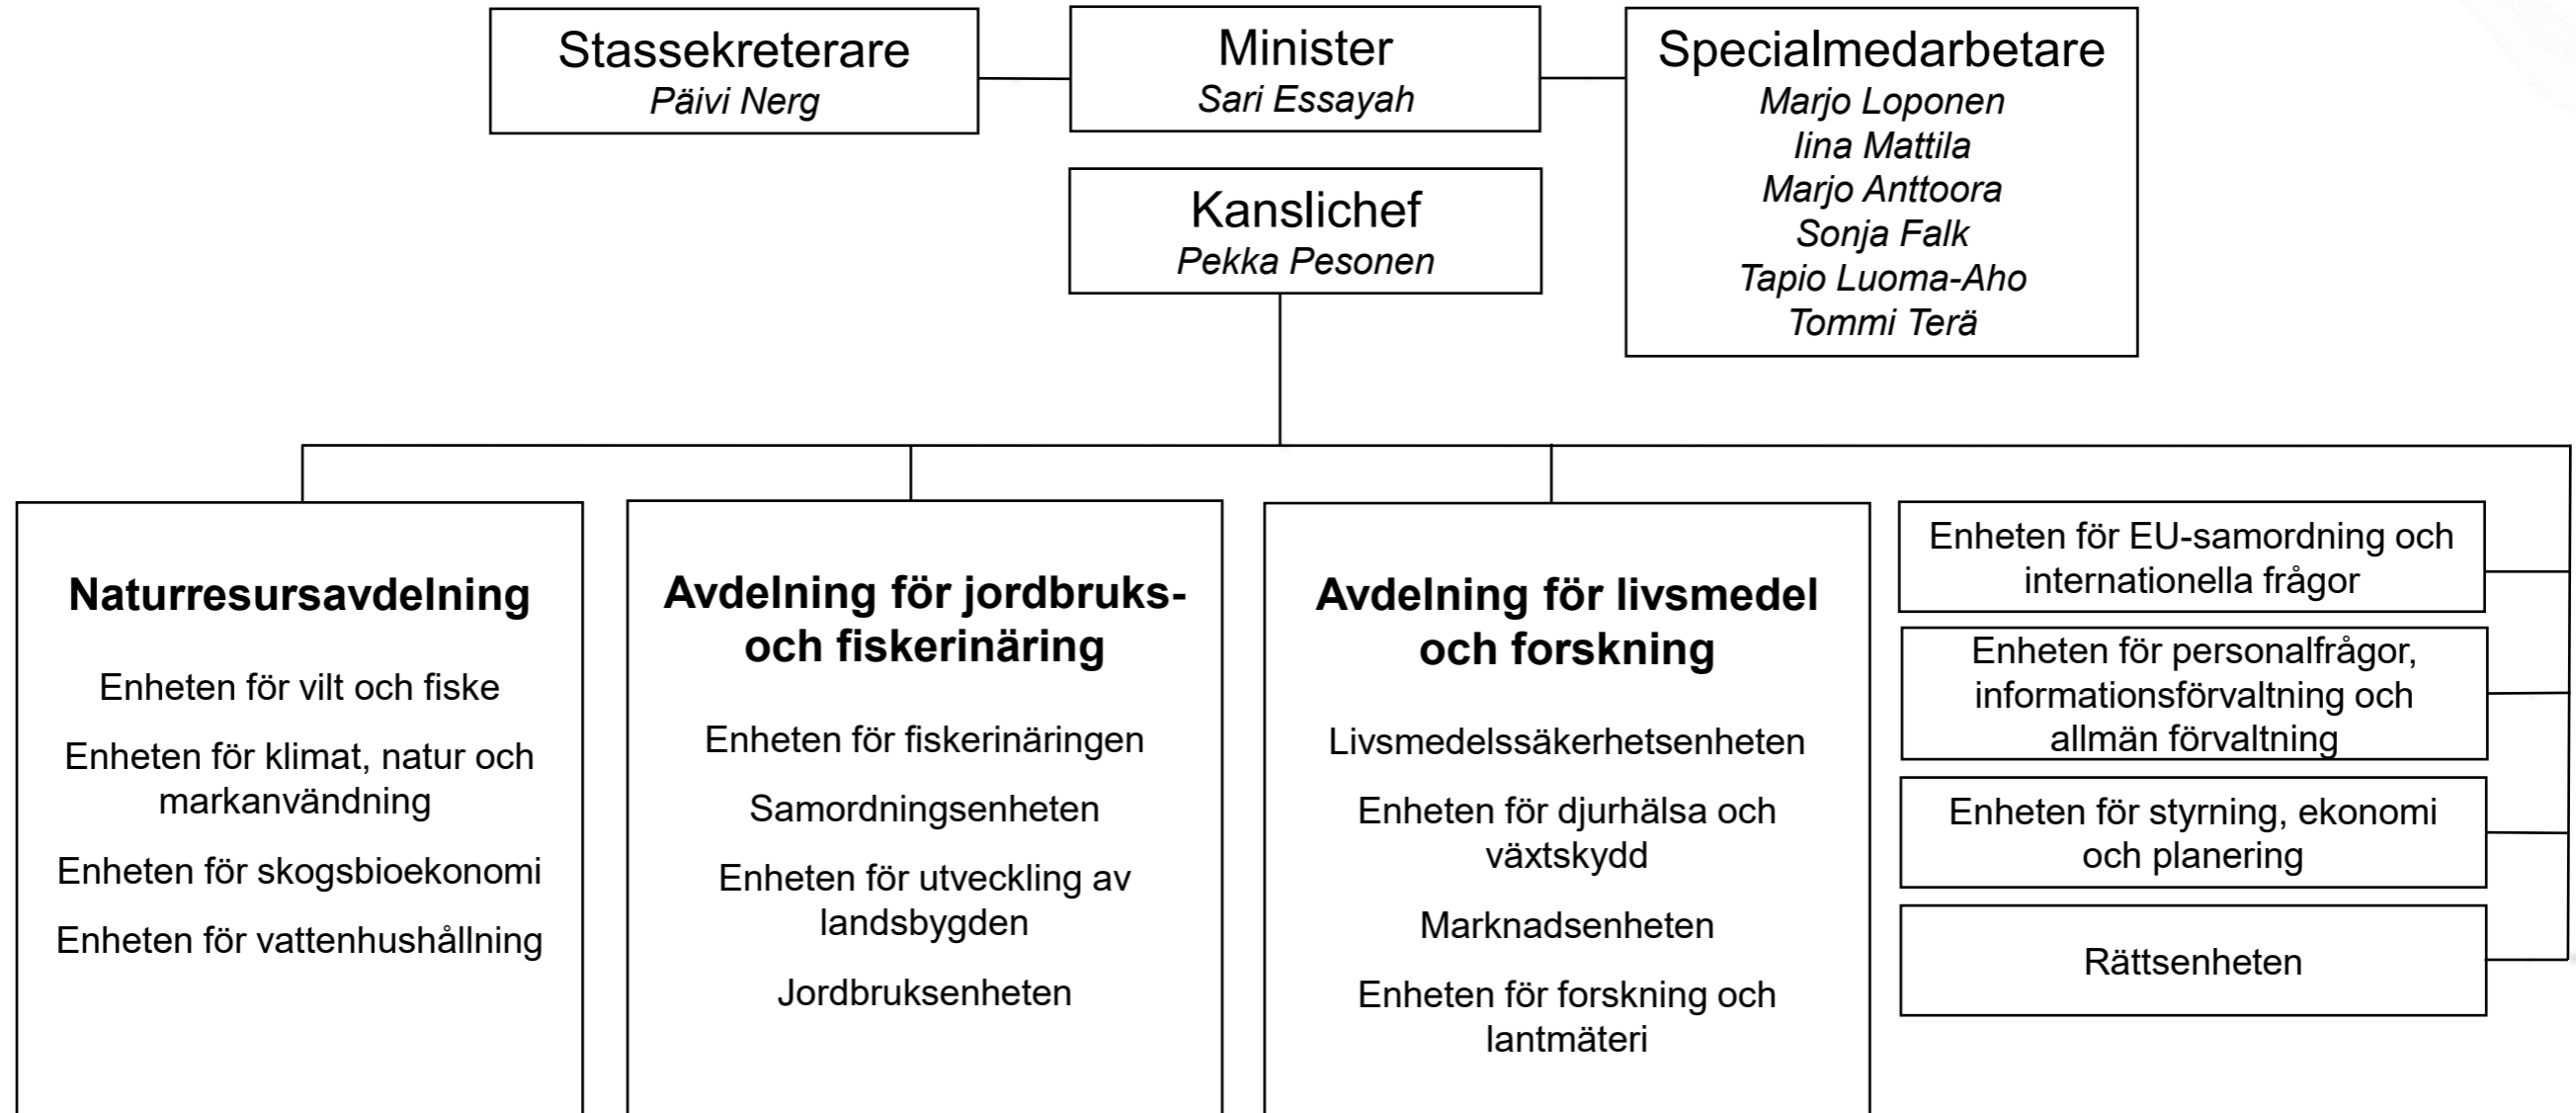 Stassekreterare
Päivi Nerg
Minister
Sari Essayah
Specialmedarbetare
Marjo Loponen
Iina Mattila
Marjo Anttoora
Sonja Falk
Tapio Luoma-Aho
Tommi Terä
Kanslichef
Pekka Pesonen
Naturresursavdelning
Enheten för vilt och fiske
Enheten för klimat, natur och
markanvändning
Enheten för skogsbioekonomi
Enheten för vattenhushållning
Avdelning för jordbruks-
och fiskerinäring
Enheten för fiskerinäringen
Samordningsenheten
Enheten för utveckling av
landsbygden
Jordbruksenheten
Avdelning för livsmedel
och forskning
Livsmedelssäkerhetsenheten
Enheten för djurhälsa och
växtskydd
Marknadsenheten
Enheten för forskning och
lantmäteri
Enheten för EU-samordning och
internationella frågor
Enheten för personalfrågor,
informationsförvaltning och
allmän förvaltning
Enheten för styrning, ekonomi
och planering
Rättsenheten